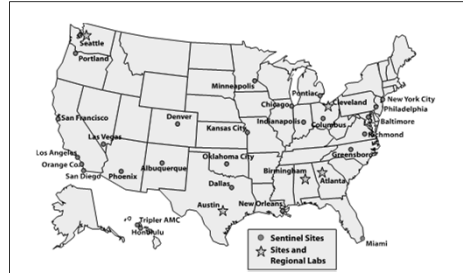 Seattle
Portland
Minneapolis
Pontiac
New York City
Cleveland
Philadelphia
Chicago
Baltimore
San Francisco
Denver
Indianapolis
Columbus
Richmond
Kansas City
Las Vegas
Los Angeles
Greensboro
Orange Co.
Albuquerque
Oklahoma City
Birmingham
San Diego
Phoenix
Dallas
Atlanta
Austin
New Orleans
Tripler AMC
Honolulu
Sentinel Sites
Miami
Sites and
Regional Labs